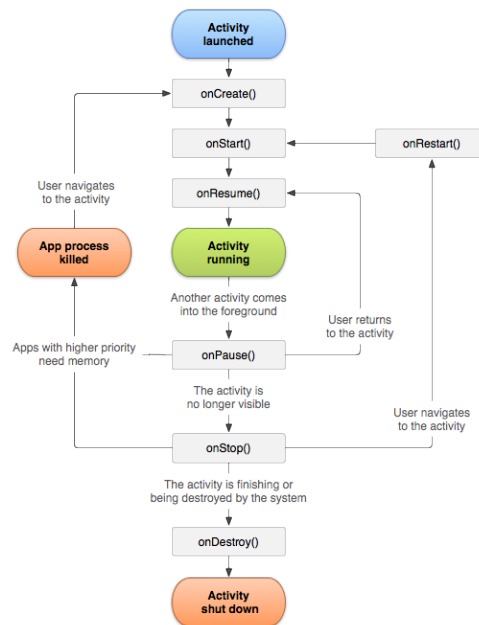 Activity
launched
onCreate()
onStart()
onRestart()
User navigates
to the activity
onResume()
App process
killed
Activity
running
Another activity comes
into the foreground
User returns
to the activity
Apps with higher priority
need memory
onPause()
The activity is
no longer visible
User navigates
to the activity
onStop()
The activity is finishing or
being destroyed by the system
onDestroy()
Activity
shut down